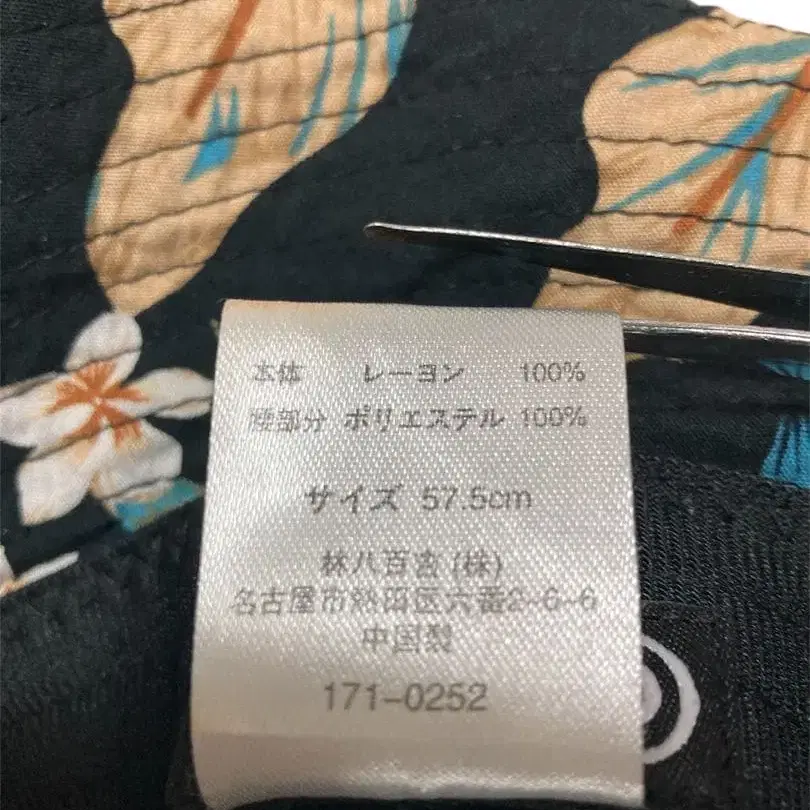 本体 レーヨン 100%
腰部分 ポリエステル 100%
サイズ 57.5cm
林八百吉(株)
名古屋市熱田区六番2-6-6
中国製
171-0252